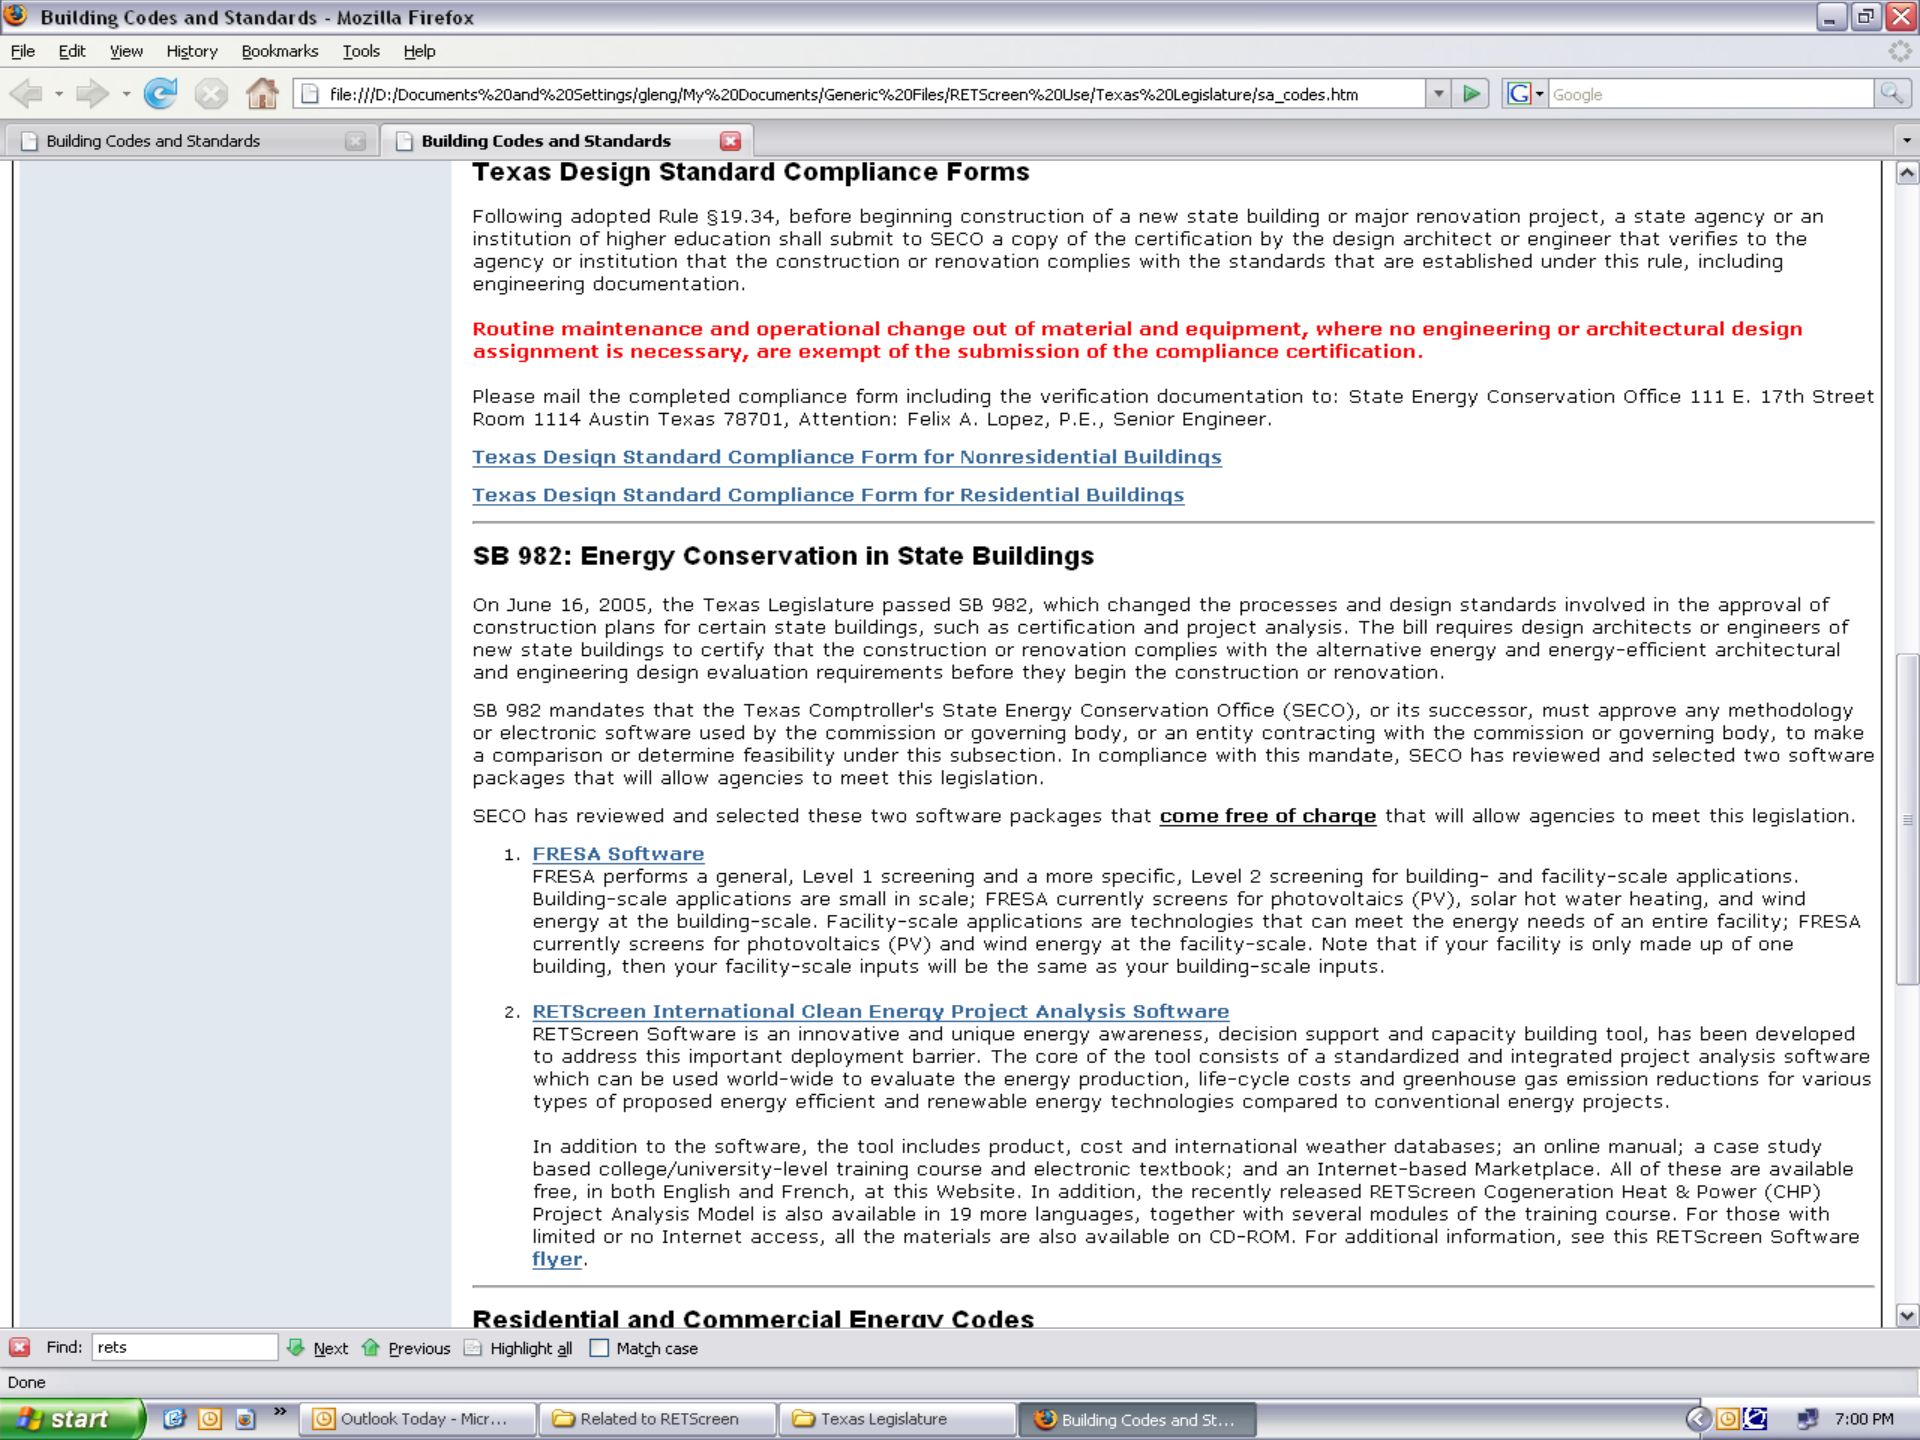 Building Codes and Standards - Mozilla Firefox
File Edit View History Bookmarks Tools Help
file:///D:/Documents%20and%20Settings/gleng/My%20Documents/Generic%20Files/RETScreen%20Use/Texas%20Legislature/sa_codes.htm
G Google
Building Codes and Standards
Building Codes and Standards
Texas Design Standard Compliance Forms
Following adopted Rule §19.34, before beginning construction of a new state building or major renovation project, a state agency or an
institution of higher education shall submit to SECO a copy of the certification by the design architect or engineer that verifies to the
agency or institution that the construction or renovation complies with the standards that are established under this rule, including
engineering documentation.
Routine maintenance and operational change out of material and equipment, where no engineering or architectural design
assignment is necessary, are exempt of the submission of the compliance certification.
Please mail the completed compliance form including the verification documentation to: State Energy Conservation Office 111 E. 17th Street
Room 1114 Austin Texas 78701, Attention: Felix A. Lopez, P.E., Senior Engineer.
Texas Design Standard Compliance Form for Nonresidential Buildings
Texas Design Standard Compliance Form for Residential Buildings
SB 982: Energy Conservation in State Buildings
On June 16, 2005, the Texas Legislature passed SB 982, which changed the processes and design standards involved in the approval of
construction plans for certain state buildings, such as certification and project analysis. The bill requires design architects or engineers of
new state buildings to certify that the construction or renovation complies with the alternative energy and energy-efficient architectural
and engineering design evaluation requirements before they begin the construction or renovation.
SB 982 mandates that the Texas Comptroller's State Energy Conservation Office (SECO), or its successor, must approve any methodology
or electronic software used by the commission or governing body, or an entity contracting with the commission or governing body, to make
a comparison or determine feasibility under this subsection. In compliance with this mandate, SECO has reviewed and selected two software
packages that will allow agencies to meet this legislation.
SECO has reviewed and selected these two software packages that come free of charge that will allow agencies to meet this legislation.
1. FRESA Software
FRESA performs a general, Level 1 screening and a more specific, Level 2 screening for building- and facility-scale applications.
Building-scale applications are small in scale; FRESA currently screens for photovoltaics (PV), solar hot water heating, and wind
energy at the building-scale. Facility-scale applications are technologies that can meet the energy needs of an entire facility; FRESA
currently screens for photovoltaics (PV) and wind energy at the facility-scale. Note that if your facility is only made up of one
building, then your facility-scale inputs will be the same as your building-scale inputs.
2. RETScreen International Clean Energy Project Analysis Software
RETScreen Software is an innovative and unique energy awareness, decision support and capacity building tool, has been developed
to address this important deployment barrier. The core of the tool consists of a standardized and integrated project analysis software
which can be used world-wide to evaluate the energy production, life-cycle costs and greenhouse gas emission reductions for various
types of proposed energy efficient and renewable energy technologies compared to conventional energy projects.
In addition to the software, the tool includes product, cost and international weather databases; an online manual; a case study
based college/university-level training course and electronic textbook; and an Internet-based Marketplace. All of these are available
free, in both English and French, at this Website. In addition, the recently released RETScreen Cogeneration Heat & Power (CHP)
Project Analysis Model is also available in 19 more languages, together with several modules of the training course. For those with
limited or no Internet access, all the materials are also available on CD-ROM. For additional information, see this RETScreen Software
flyer.
Residential and Commercial Energy Codes
Find: rets Next Previous Highlight all Match case
Done
start » Outlook Today - Micr... Related to RETScreen Texas Legislature Building Codes and St... 7:00 PM